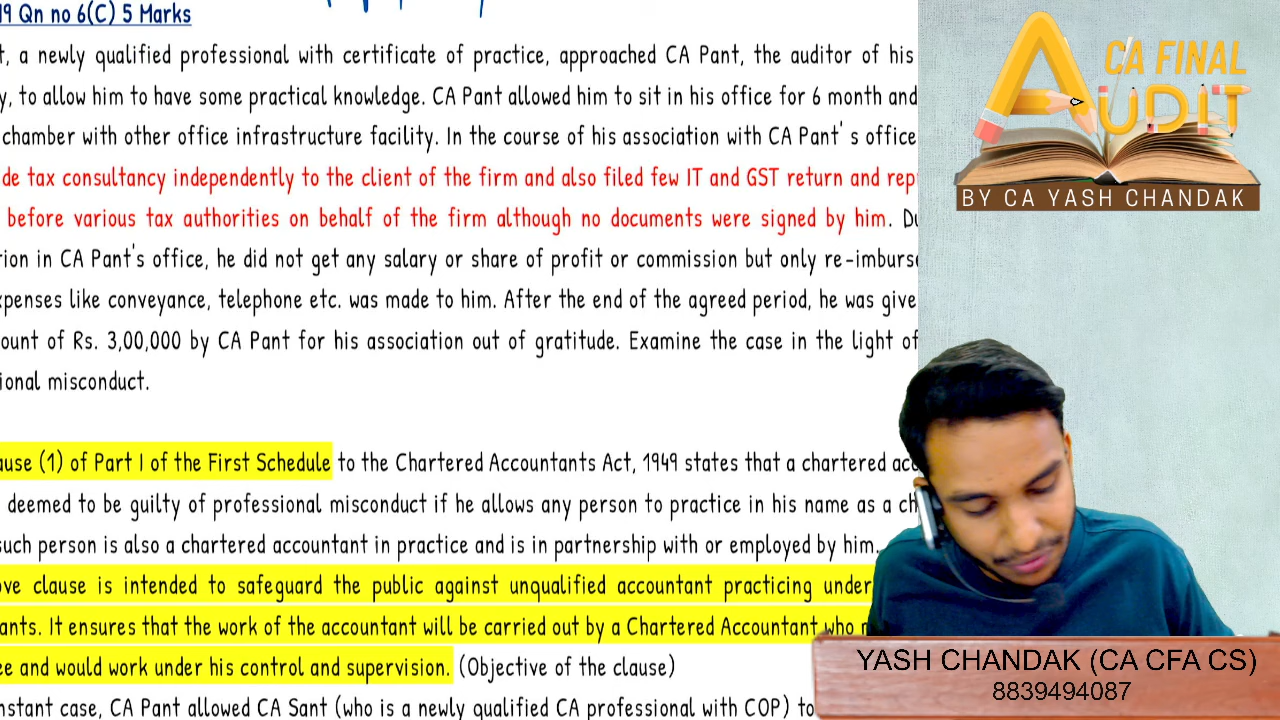 19 Qn no 6(C) 5 Marks
t, a newly qualified professional with certificate of practice, approached CA Pant, the auditor of his
y, to allow him to have some practical knowledge. CA Pant allowed him to sit in his office for 6 month and
chamber with other office infrastructure facility. In the course of his association with CA Pant's office
de tax consultancy independently to the client of the firm and also filed few IT and GST return and rep
before various tax authorities on behalf of the firm although no documents were signed by him. Du
ion in CA Pant's office, he did not get any salary or share of profit or commission but only re-imburse
xpenses like conveyance, telephone etc. was made to him. After the end of the agreed period, he was give
ount of Rs. 3,00,000 by CA Pant for his association out of gratitude. Examine the case in the light of
ional misconduct.
ause (1) of Part I of the First Schedule to the Chartered Accountants Act, 1949 states that a chartered acc
deemed to be guilty of professional misconduct if he allows any person to practice in his name as a ch
such person is also a chartered accountant in practice and is in partnership with or employed by him.
ove clause is intended to safeguard the public against unqualified accountant practicing under
ants. It ensures that the work of the accountant will be carried out by a Chartered Accountant who m
ee and would work under his control and supervision. (Objective of the clause)
nstant case, CA Pant allowed CA Sant (who is a newly qualified CA professional with COP) to
CA FINAL
AUDIT
BY CA YASH CHANDAK
YASH CHANDAK (CA CFA CS)
8839494087